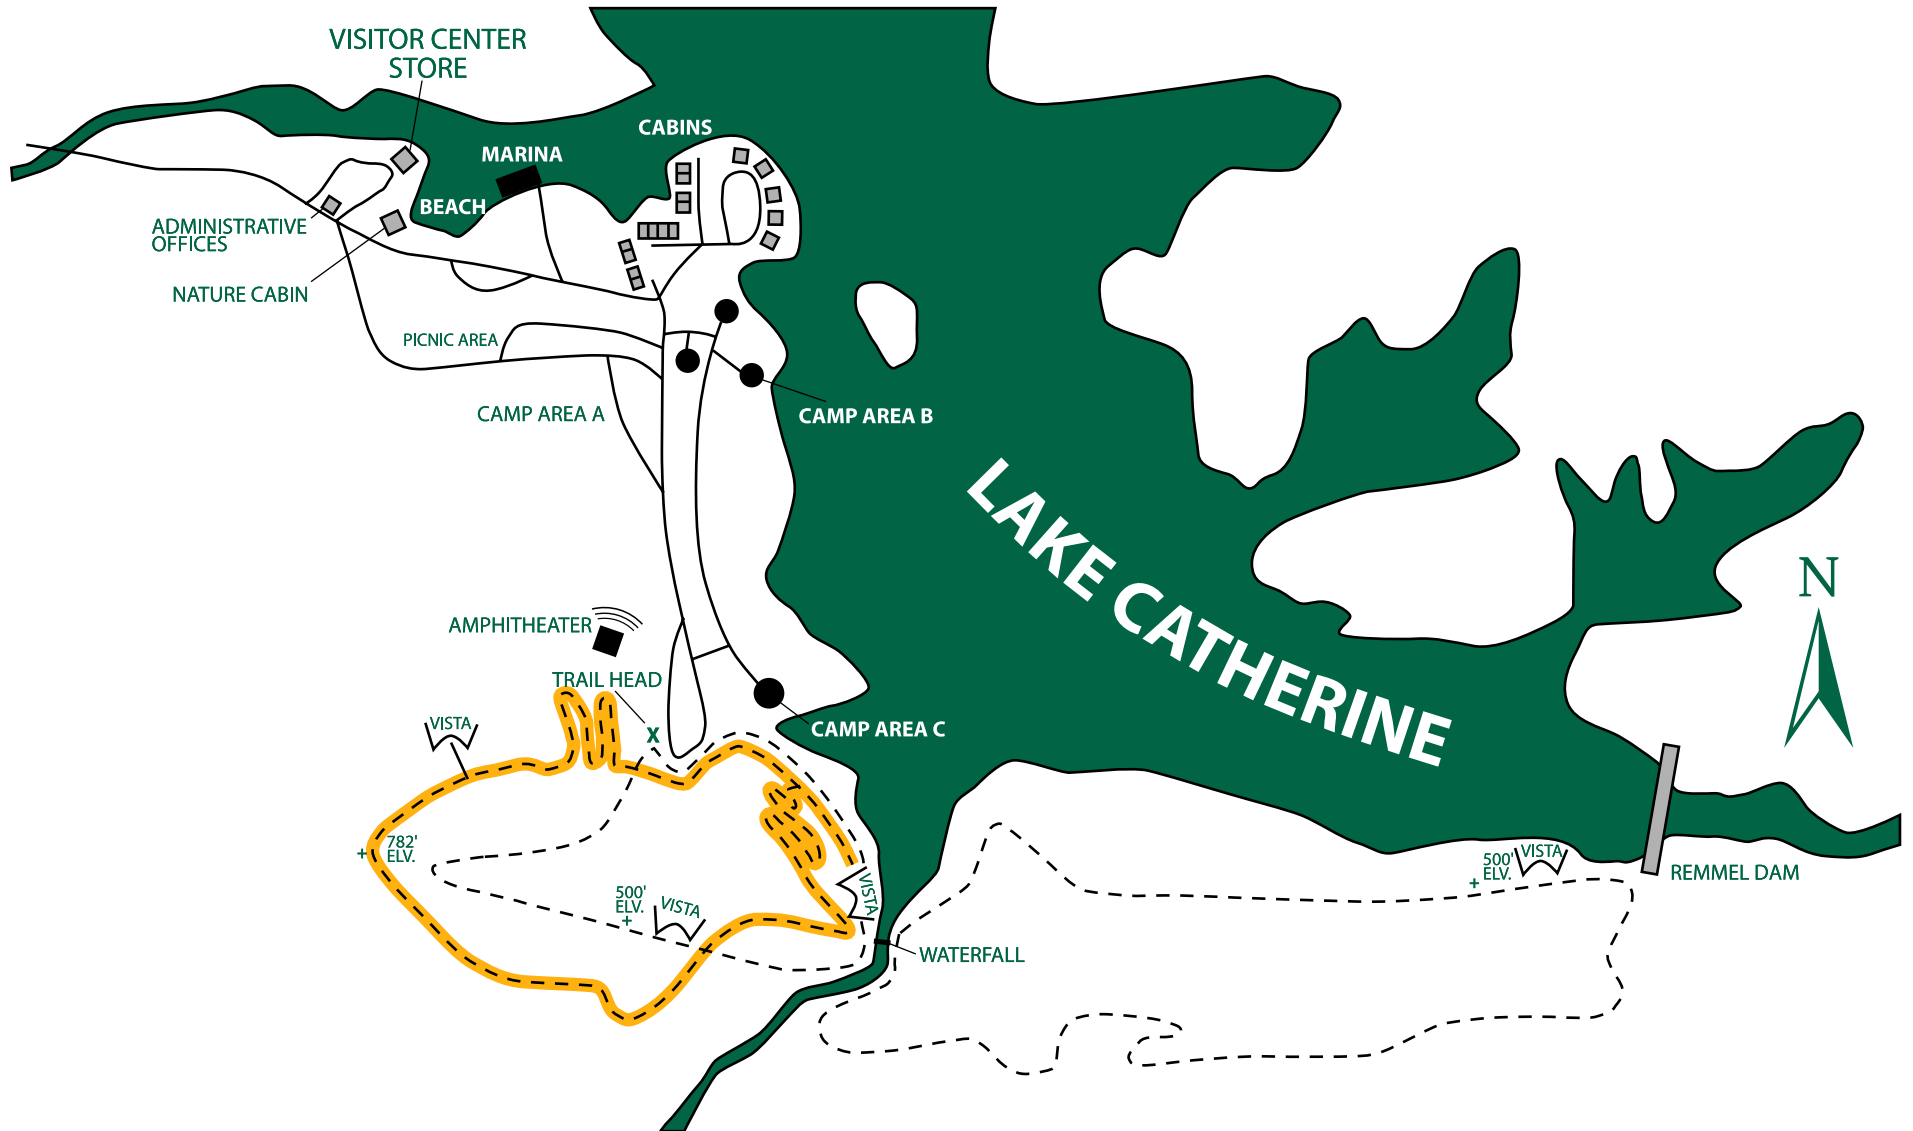 VISITOR CENTER
STORE
CABINS
MARINA
BEACH
ADMINISTRATIVE
OFFICES
NATURE CABIN
PICNIC AREA
CAMP AREA A
CAMP AREA B
LAKE CATHERINE
N
AMPHITHEATER
TRAIL HEAD
X
VISTA
CAMP AREA C
782'
ELV.
+
500'
ELV.
+
VISTA
VISTA
WATERFALL
500'
ELV.
+
VISTA
REMMEL DAM